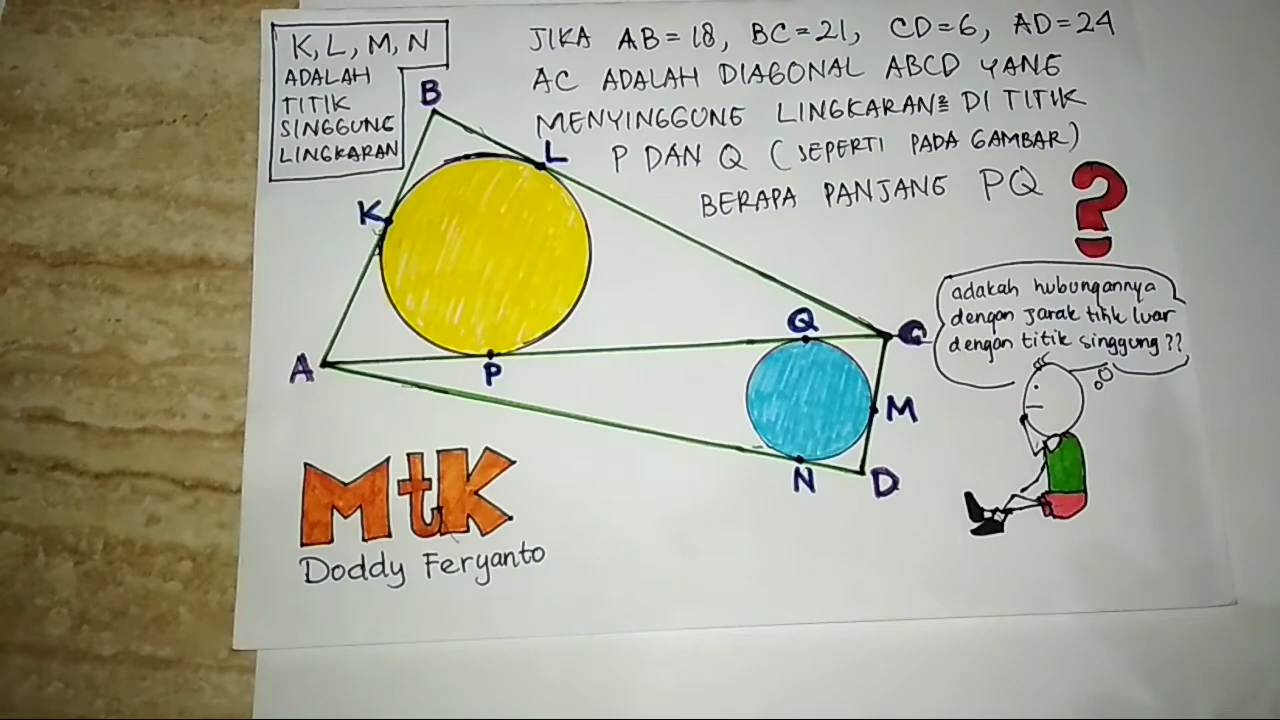 K, L, M, N
ADALAH
TITIK
SINGGUNG
LINGKARAN
JIKA AB = 18, BC = 21, CD = 6, AD = 24
AC ADALAH DIAGONAL ABCD YANG
MENYINGGUNG LINGKARAN2 DI TITIK
P DAN Q (SEPERTI PADA GAMBAR)
BERAPA PANJANG PQ ?
B
L
K
A
P
Q
C
M
N
D
adakah hubungannya
dengan jarak titik luar
dengan titik singgung ??
MtK
Doddy Feryanto